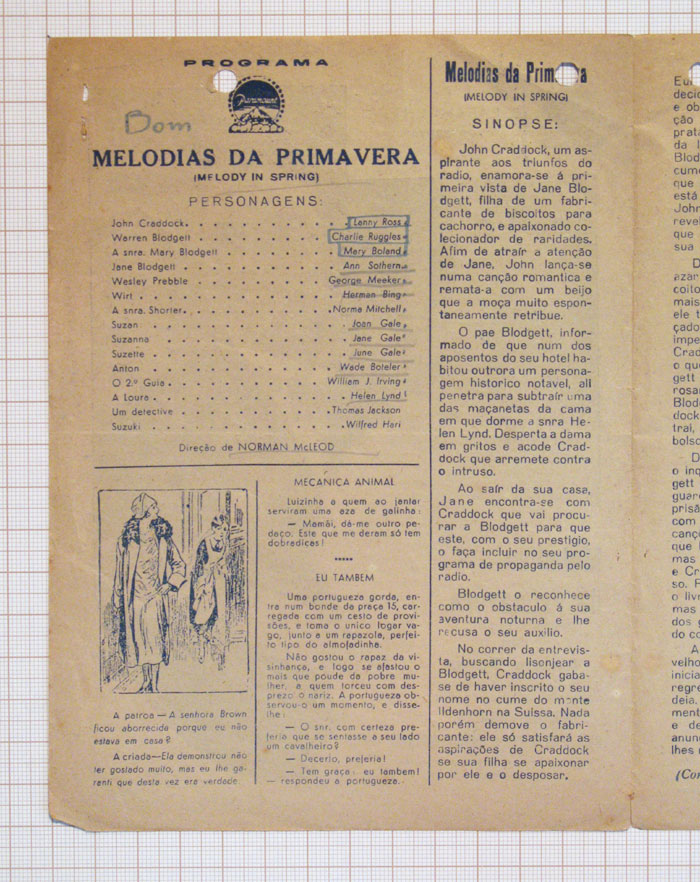 PROGRAMA
Paramount
Bom
MELODIAS DA PRIMAVERA
(MELODY IN SPRING)
PERSONAGENS:
John Craddock. . . . . . . . . . Lanny Ross
Warren Blodgett . . . . . . . . . . Charlie Ruggles
A snra. Mary Blodgett . . . . . . . . . . Mary Boland
Jane Blodgett . . . . . . . . . . Ann Sothern
Wesley Prebble . . . . . . . . . . George Meeker
Wirt . . . . . . . . . . Herman Bing
A snra. Shorter. . . . . . . . . . Norma Mitchell
Suzan . . . . . . . . . . Joan Gale
Suzanna . . . . . . . . . . Jane Gale
Suzette . . . . . . . . . . June Gale
Anton . . . . . . . . . . Wade Boteler
O 2.º Guia . . . . . . . . . . William J. Irving
A Loura . . . . . . . . . . Helen Lynd
Um detective . . . . . . . . . . Thomas Jackson
Suzuki . . . . . . . . . . Wilfred Hari
Direção de NORMAN McLEOD
A patroa — A senhora Brown
ficou aborrecida porque eu não
estava em casa?
A criada—Ela demonstrou não
ter gostado muito, mas eu lhe ga-
ranti que desta vez era verdade.
MECANICA ANIMAL
Luizinha a quem ao jantar
serviram uma aza de galinha:
— Mamãi, dá-me outro pe-
daço. Este que me deram só tem
dobradiças!
*****
EU TAMBEM
Uma portugueza gorda, en-
tra num bonde da praça 15, car-
regada com um cesto de provi-
sões, e toma o unico logar va-
go, junto a um rapazola, perfei-
to tipo do almofadinha.
Não gostou o rapaz da vi-
sinhança, e logo se afastou o
mais que poude da pobre mu-
lher, a quem torceu com des-
prezo o nariz. A portugueza ob-
servou-o um momento, e disse-
lhe:
— O snr. com certeza pre-
feria que se sentasse a seu lado
um cavalheiro?
— Decerto, preferia!
— Tem graça: eu tambem!
— respondeu a portugueza.
Melodias da Prim a
(MELODY IN SPRING)
SINOPSE:
John Craddock, um as-
pirante aos triunfos do
radio, enamora-se á pri-
meira vista de Jane Blo-
dgett, filha de um fabri-
cante de biscoitos para
cachorro, e apaixonado co-
lecionador de raridades.
Afim de atraír a atenção
de Jane, John lança-se
numa canção romantica e
remata-a com um beijo
que a moça muito espon-
taneamente retribue.
O pae Blodgett, infor-
mado de que num dos
aposentos do seu hotel ha-
bitou outrora um persona-
gem historico notavel, ali
penetra para subtraír uma
das maçanetas da cama
em que dorme a snra He-
len Lynd. Desperta a dama
em gritos e acode Crad-
dock que arremete contra
o intruso.
Ao saír da sua casa,
Jane encontra-se com
Craddock que vai procu-
rar a Blodgett para que
este, com o seu prestigio,
o faça incluir no seu pro-
grama de propaganda pelo
radio.
Blodgett o reconhece
como o obstaculo á sua
aventura noturna e lhe
recusa o seu auxilio.
No correr da entrevis-
ta, buscando lisonjear a
Blodgett, Craddock gaba-
se de haver inscrito o seu
nome no cume do monte
Ildenhorn na Suissa. Nada
porém demove o fabri-
cante: ele só satisfará as
aspirações de Craddock
se sua filha se apaixonar
por ele e o desposar.